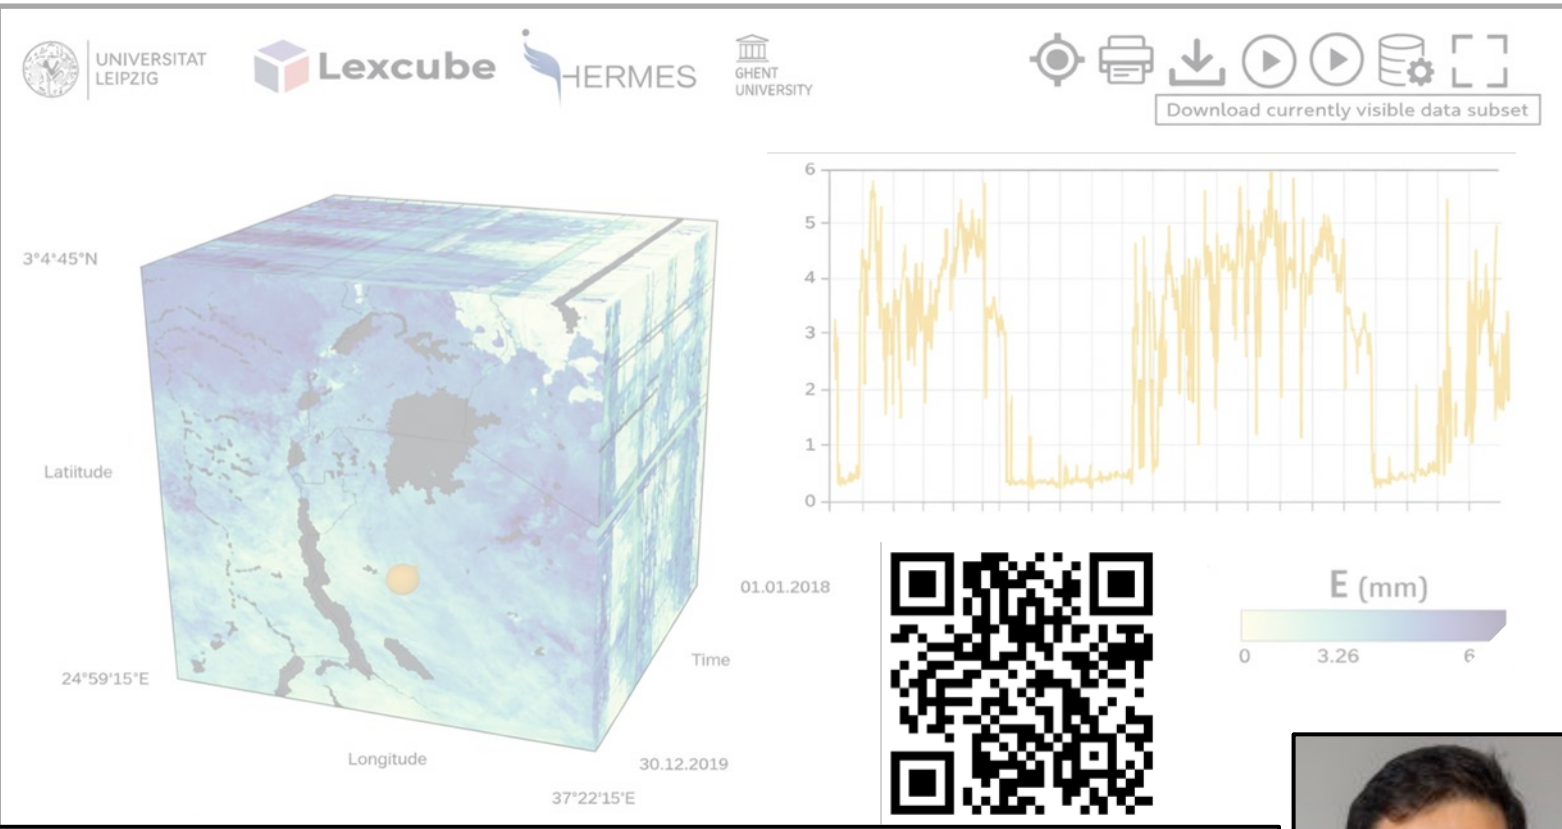 UNIVERSITAT
LEIPZIG
Lexcube
HERMES
GHENT
UNIVERSITY
Download currently visible data subset
3°4°45°N
Latiitude
24°59'15°E
Longitude
37°22'15°E
30.12.2019
Time
01.01.2018
6
5
4
3
2
1
0
E (mm)
0 3.26 6